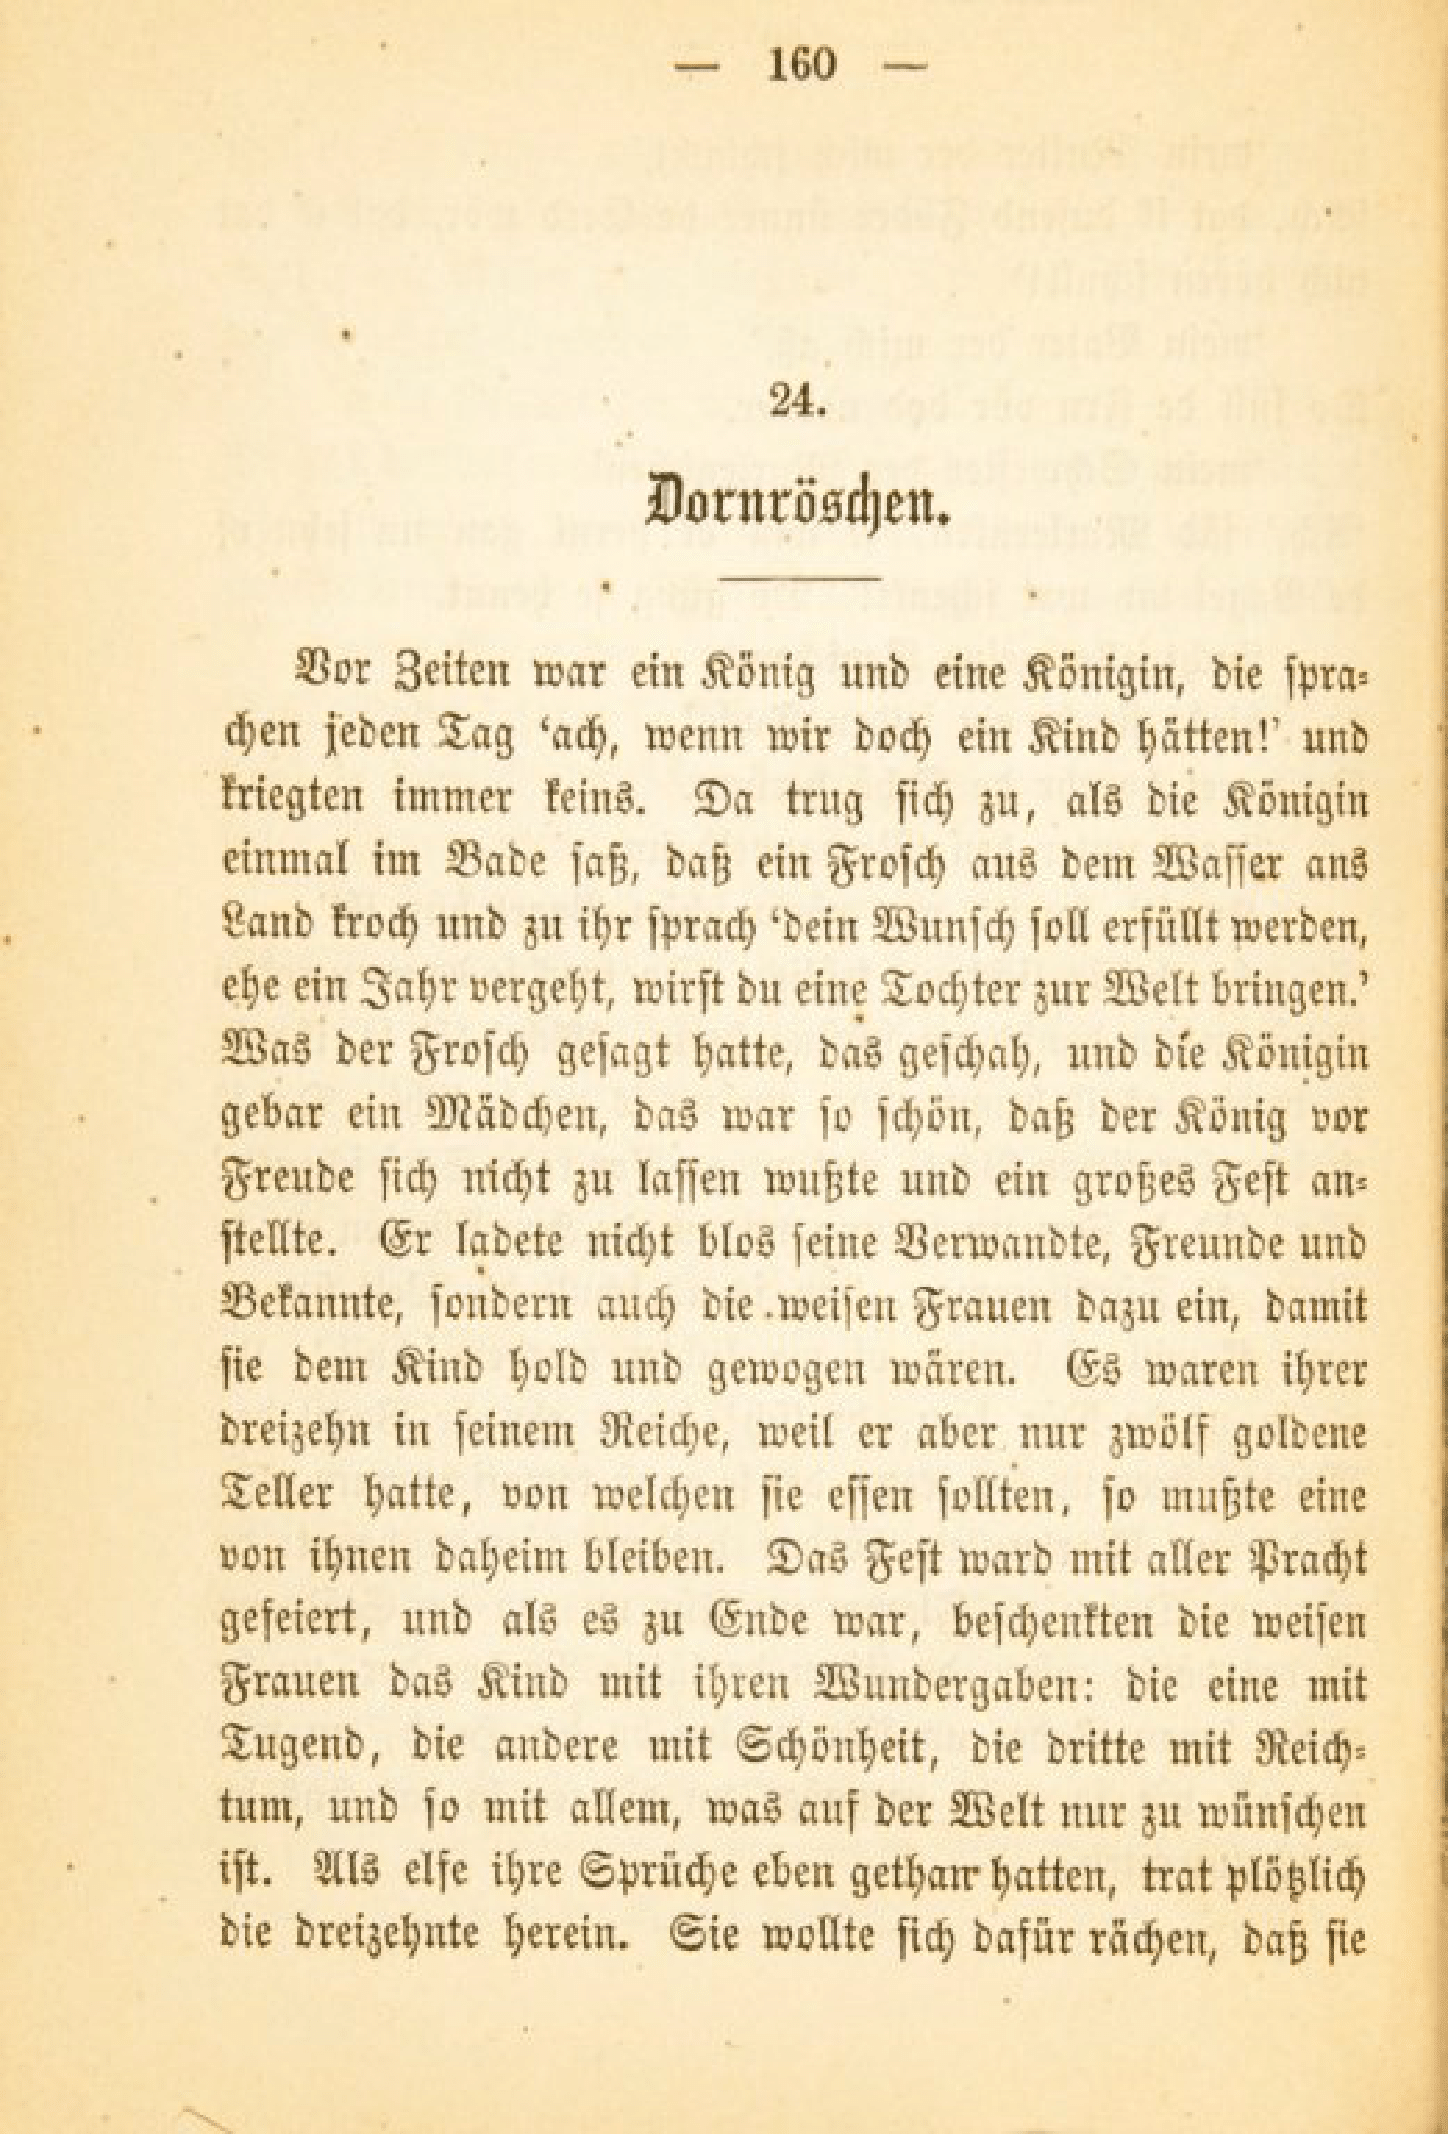 — 160 —
24.
Dornröschen.
Vor Zeiten war ein König und eine Königin, die ſpra⸗
chen jeden Tag ‘ach, wenn wir doch ein Kind hätten!’ und
kriegten immer keins. Da trug ſich zu, als die Königin
einmal im Bade ſaß, daß ein Froſch aus dem Waſſer ans
Land kroch und zu ihr ſprach ‘dein Wunſch ſoll erfüllt werden,
ehe ein Jahr vergeht, wirſt du eine Tochter zur Welt bringen.’
Was der Froſch geſagt hatte, das geſchah, und die Königin
gebar ein Mädchen, das war ſo ſchön, daß der König vor
Freude ſich nicht zu laſſen wußte und ein großes Feſt an⸗
ſtellte. Er ladete nicht blos ſeine Verwandte, Freunde und
Bekannte, ſondern auch die weiſen Frauen dazu ein, damit
ſie dem Kind hold und gewogen wären. Es waren ihrer
dreizehn in ſeinem Reiche, weil er aber nur zwölf goldene
Teller hatte, von welchen ſie eſſen ſollten, ſo mußte eine
von ihnen daheim bleiben. Das Feſt ward mit aller Pracht
gefeiert, und als es zu Ende war, beſchenkten die weiſen
Frauen das Kind mit ihren Wundergaben: die eine mit
Tugend, die andere mit Schönheit, die dritte mit Reich⸗
tum, und ſo mit allem, was auf der Welt nur zu wünſchen
iſt. Als elfe ihre Sprüche eben gethan hatten, trat plötzlich
die dreizehnte herein. Sie wollte ſich dafür rächen, daß ſie